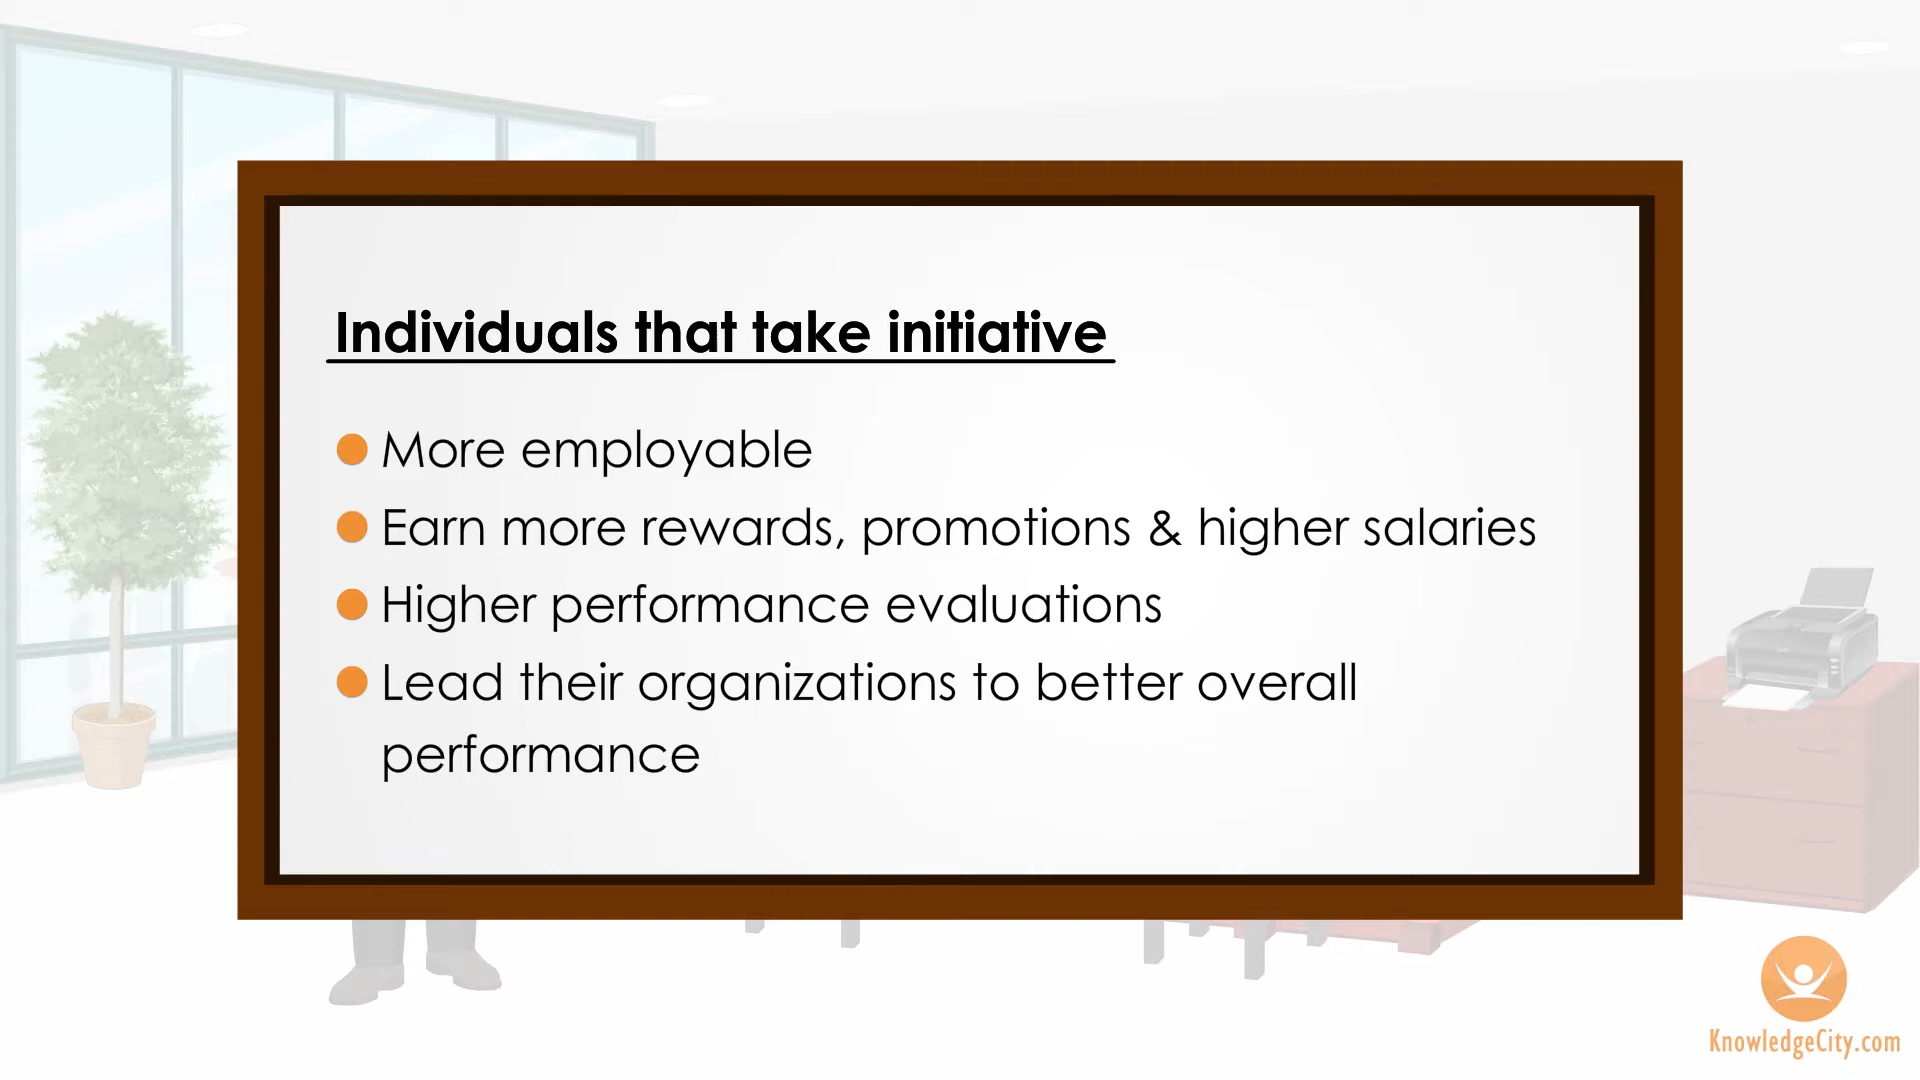 Individuals that take initiative
More employable
Earn more rewards, promotions & higher salaries
Higher performance evaluations
Lead their organizations to better overall
performance
KnowledgeCity.com